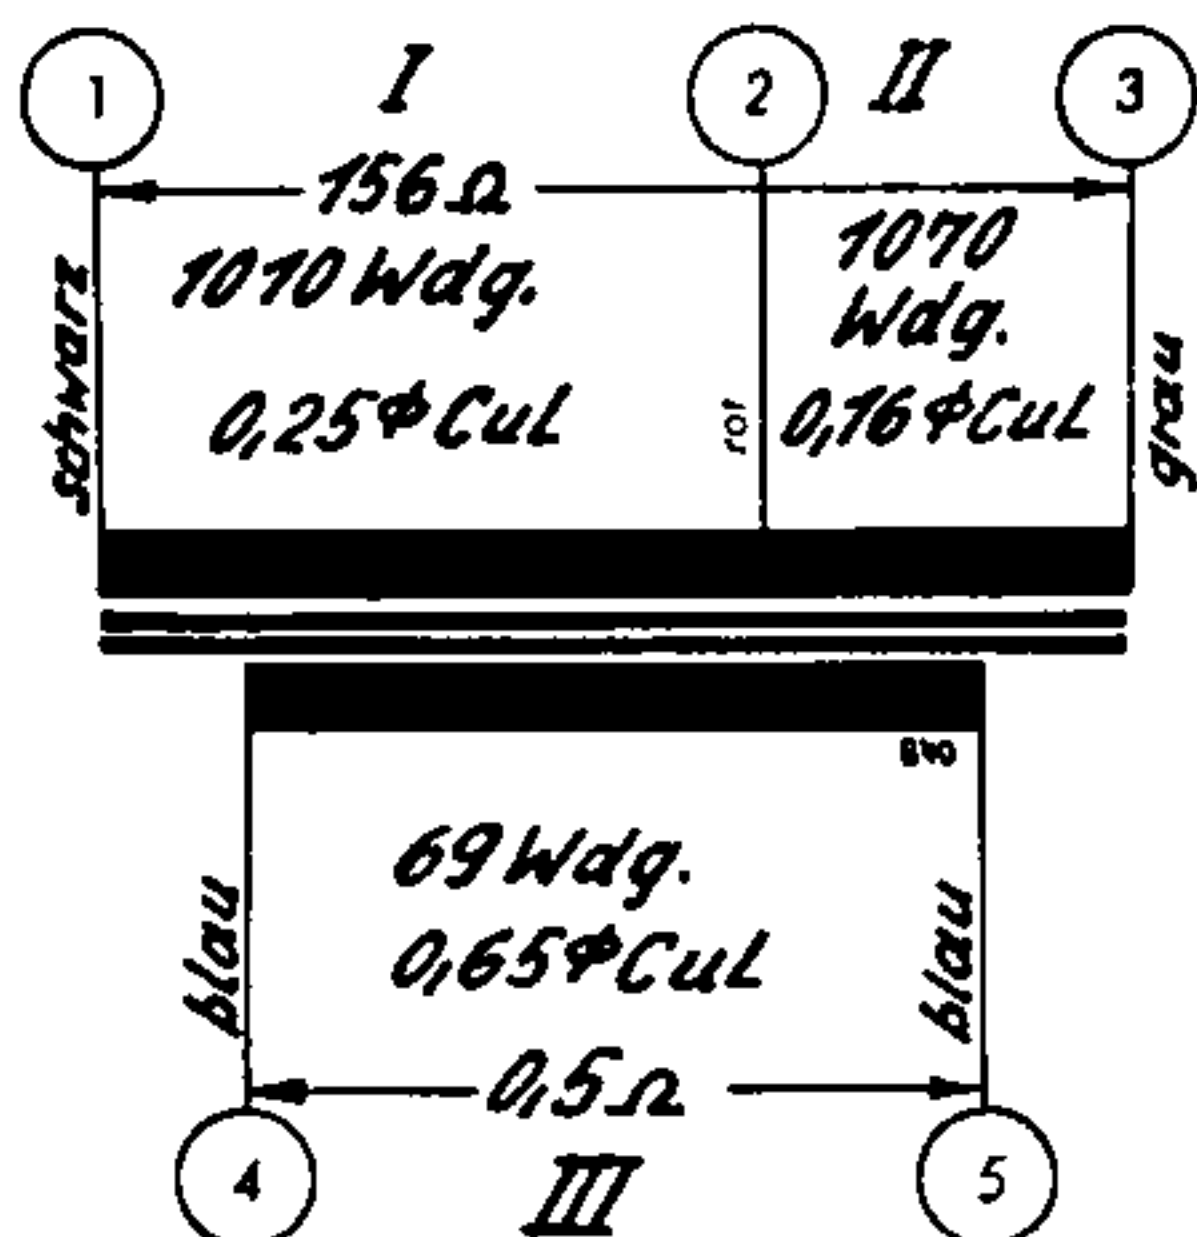 1 I 2 II 3
156 Ω
1010 Wdg.
0,25 ϕ CuL
1070
Wdg.
0,16 ϕ CuL
schwarz
rot
grau
69 Wdg.
0,65 ϕ CuL
blau
blau
0,5 Ω
4 III 5